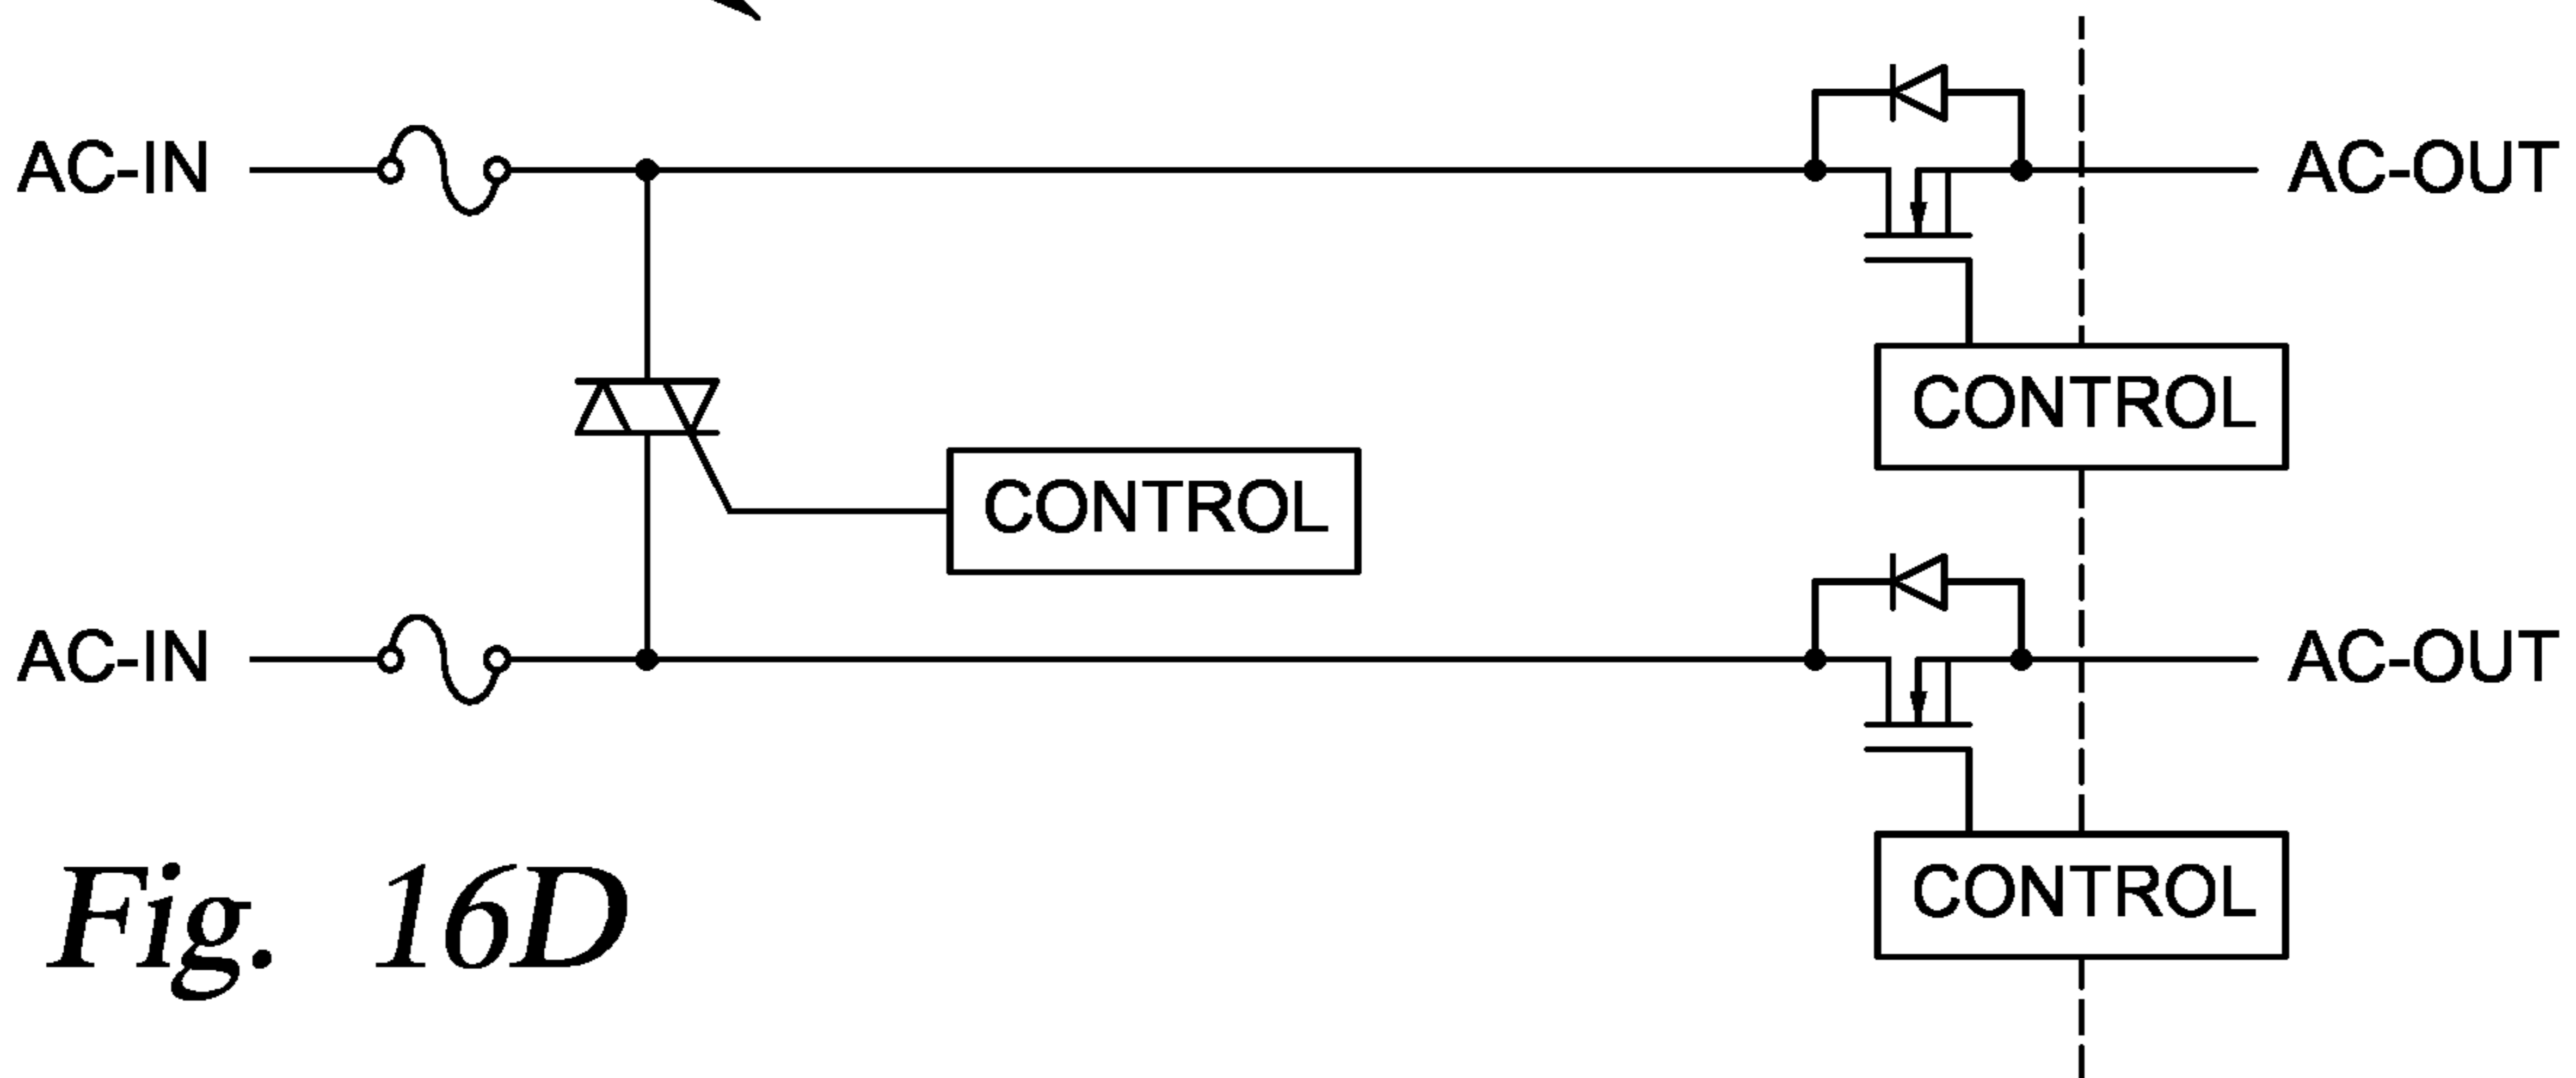 AC-IN
AC-OUT
CONTROL
CONTROL
AC-IN
AC-OUT
CONTROL
Fig. 16D